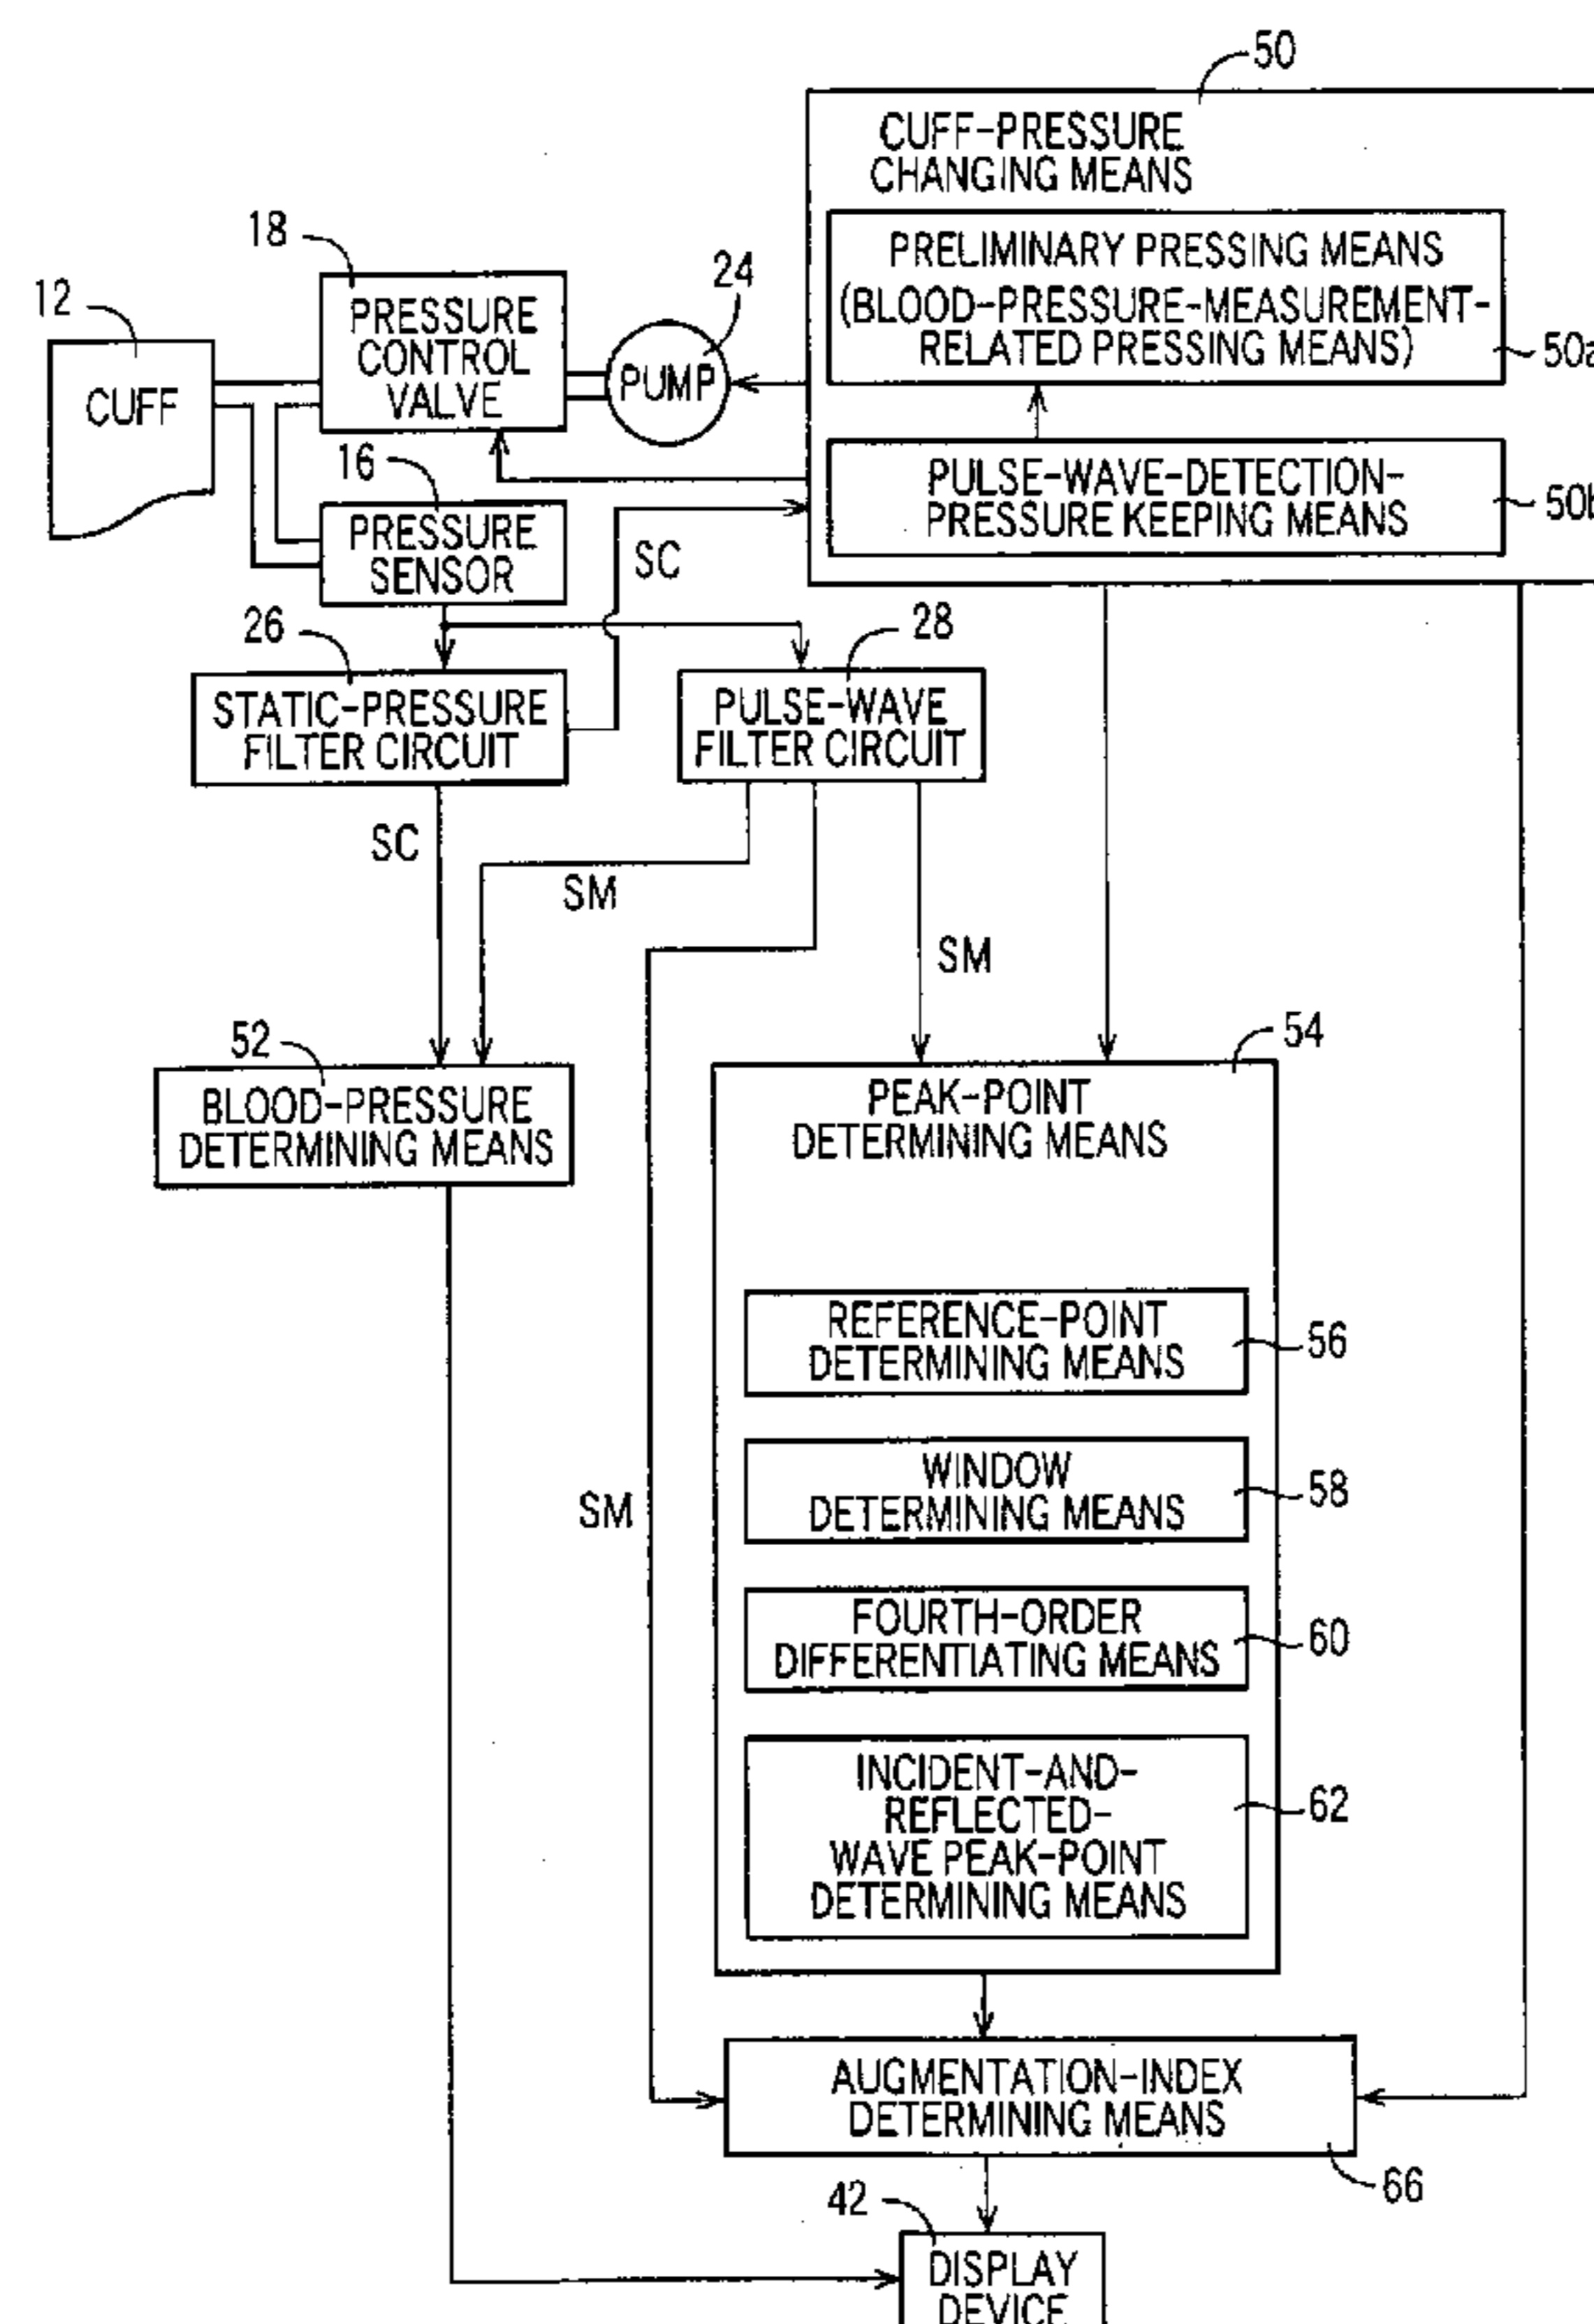 50
CUFF-PRESSURE
CHANGING MEANS
18
PRELIMINARY PRESSING MEANS
(BLOOD-PRESSURE-MEASUREMENT-
RELATED PRESSING MEANS)
50a
12
24
PRESSURE
CONTROL
VALVE
CUFF
PUMP
16
PULSE-WAVE-DETECTION-
PRESSURE KEEPING MEANS
50b
PRESSURE
SENSOR
SC
26
28
STATIC-PRESSURE
FILTER CIRCUIT
PULSE-WAVE
FILTER CIRCUIT
SC
SM
SM
52
54
BLOOD-PRESSURE
DETERMINING MEANS
PEAK-POINT
DETERMINING MEANS
REFERENCE-POINT
DETERMINING MEANS
56
WINDOW
DETERMINING MEANS
58
SM
FOURTH-ORDER
DIFFERENTIATING MEANS
60
INCIDENT-AND-
REFLECTED-
WAVE PEAK-POINT
DETERMINING MEANS
62
AUGMENTATION-INDEX
DETERMINING MEANS
66
42
DISPLAY
DEVICE